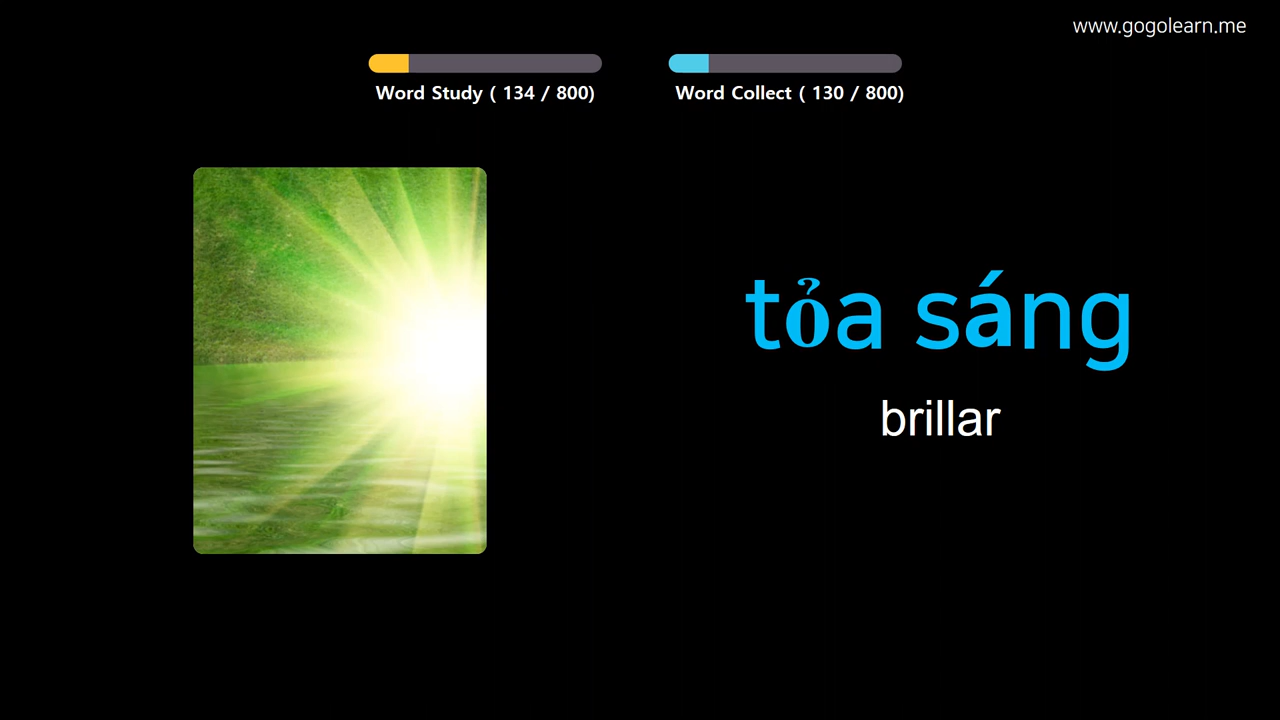 www.gogolearn.me
Word Study ( 134 / 800)
Word Collect ( 130 / 800)
tỏa sáng
brillar